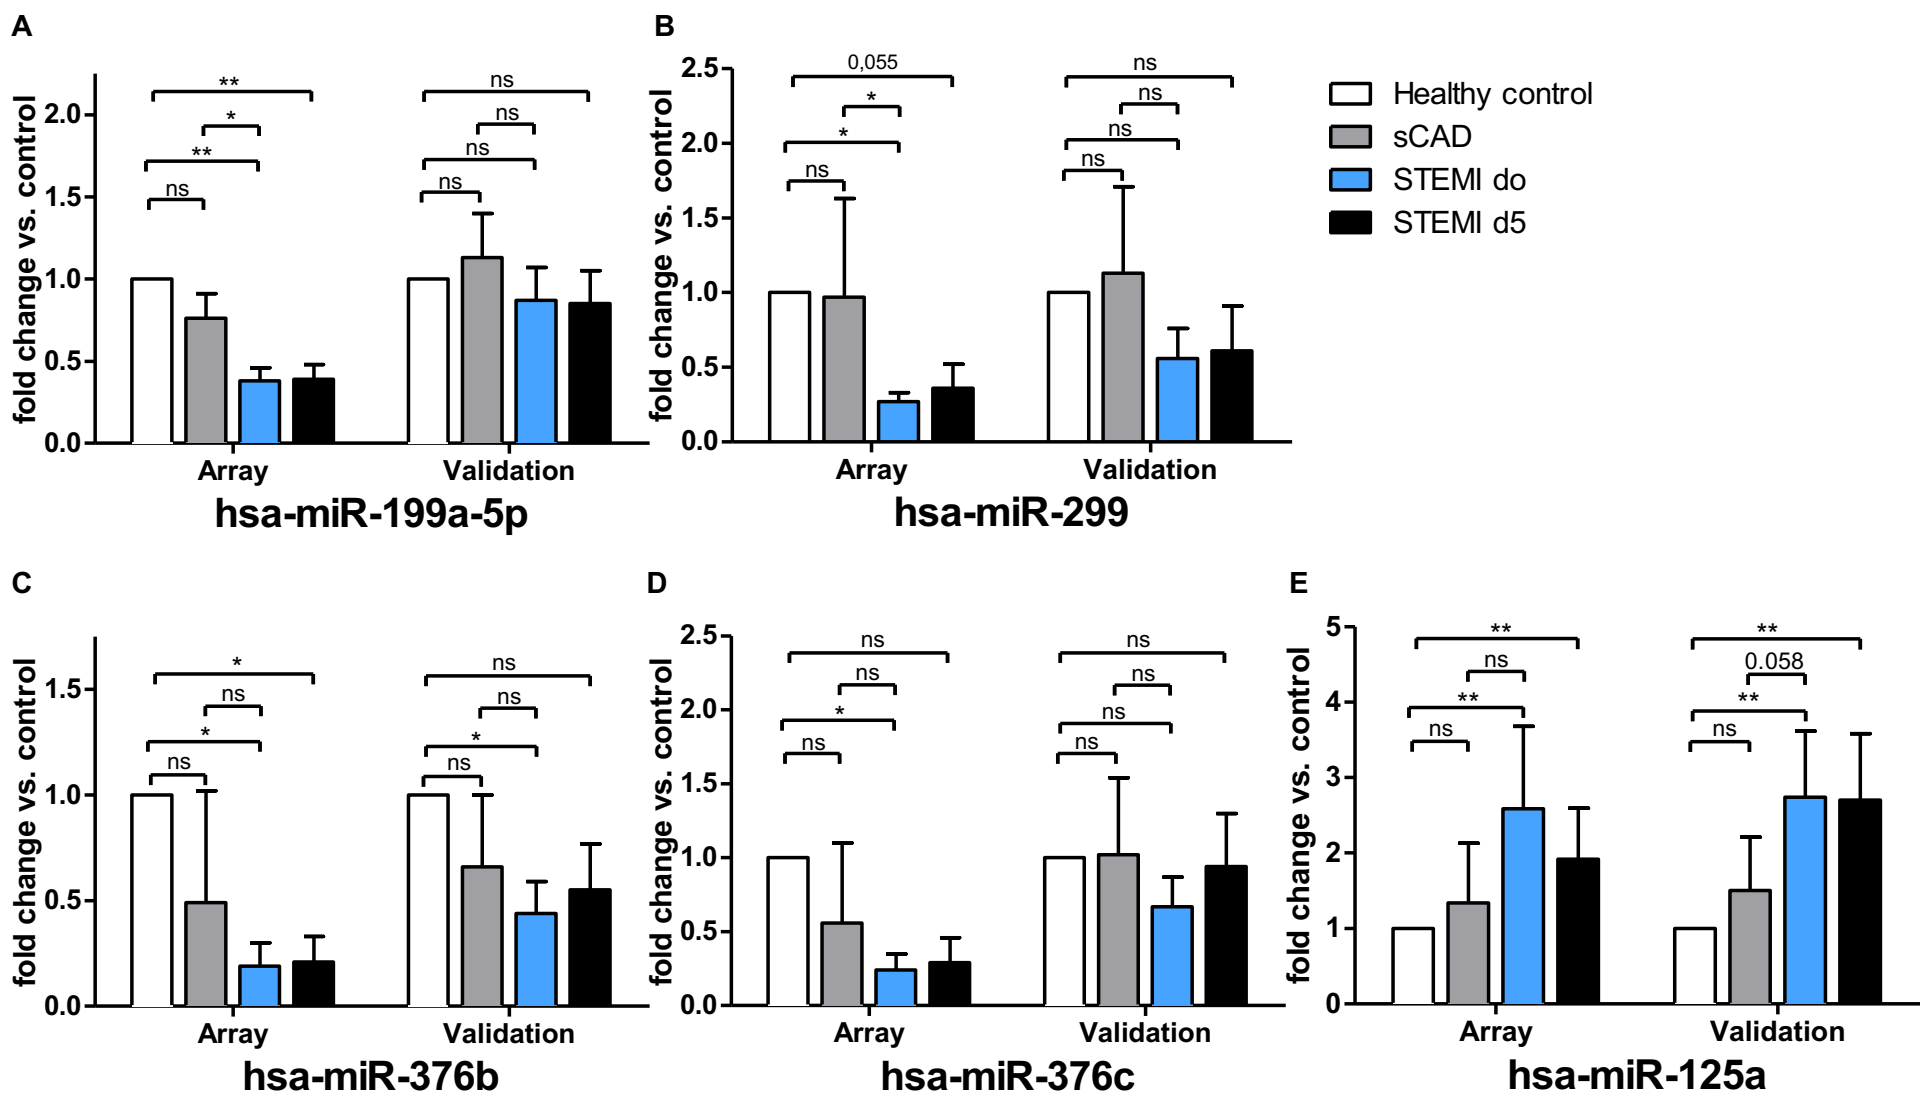 A
fold change vs. control
2.0
1.5
1.0
0.5
0.0
**
*
**
ns
ns
ns
ns
ns
Array
Validation
hsa-miR-199a-5p
B
fold change vs. control
2.5
2.0
1.5
1.0
0.5
0.0
0,055
*
*
ns
ns
ns
ns
ns
Array
Validation
hsa-miR-299
Healthy control
sCAD
STEMI do
STEMI d5
C
fold change vs. control
1.5
1.0
0.5
0.0
*
ns
*
ns
ns
ns
*
ns
Array
Validation
hsa-miR-376b
D
fold change vs. control
2.5
2.0
1.5
1.0
0.5
0.0
ns
ns
*
ns
ns
ns
ns
ns
Array
Validation
hsa-miR-376c
E
fold change vs. control
5
4
3
2
1
0
**
ns
**
ns
**
0.058
**
ns
Array
Validation
hsa-miR-125a